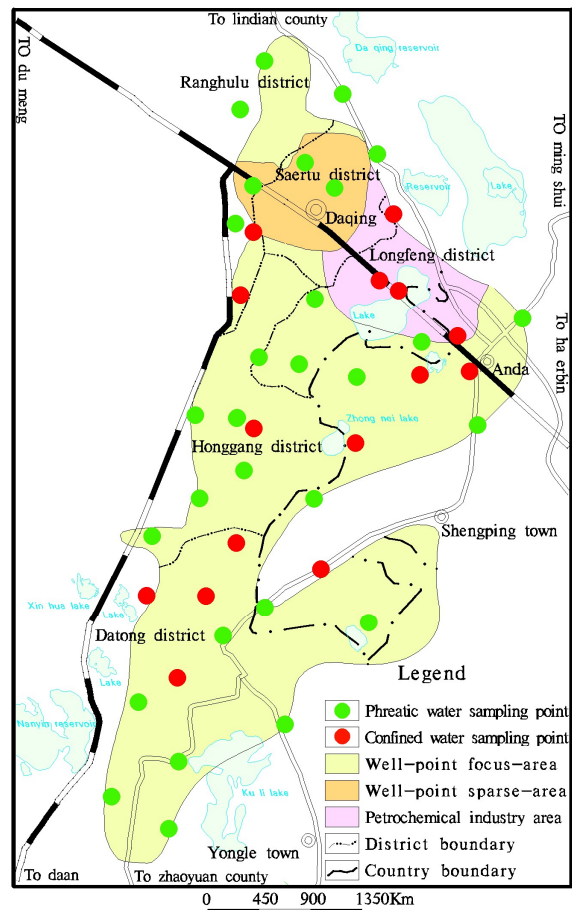 To lindian county
Da qing reservoir
TO du meng
Ranghulu district
TO ming shui
Saertu district
Reservoir
Lake
Daqing
Longfeng district
Lake
To ha erbin
Anda
Zhong nei lake
Honggang district
Shengping town
Xin hua lake
Lake
Datong district
Lake
Nanyin reservoir
Ku li lake
Yongle town
To daan
To zhaoyuan county
Legend
Phreatic water sampling point
Confined water sampling point
Well-point focus-area
Well-point sparse-area
Petrochemical industry area
District boundary
Country boundary
0 450 900 1350Km